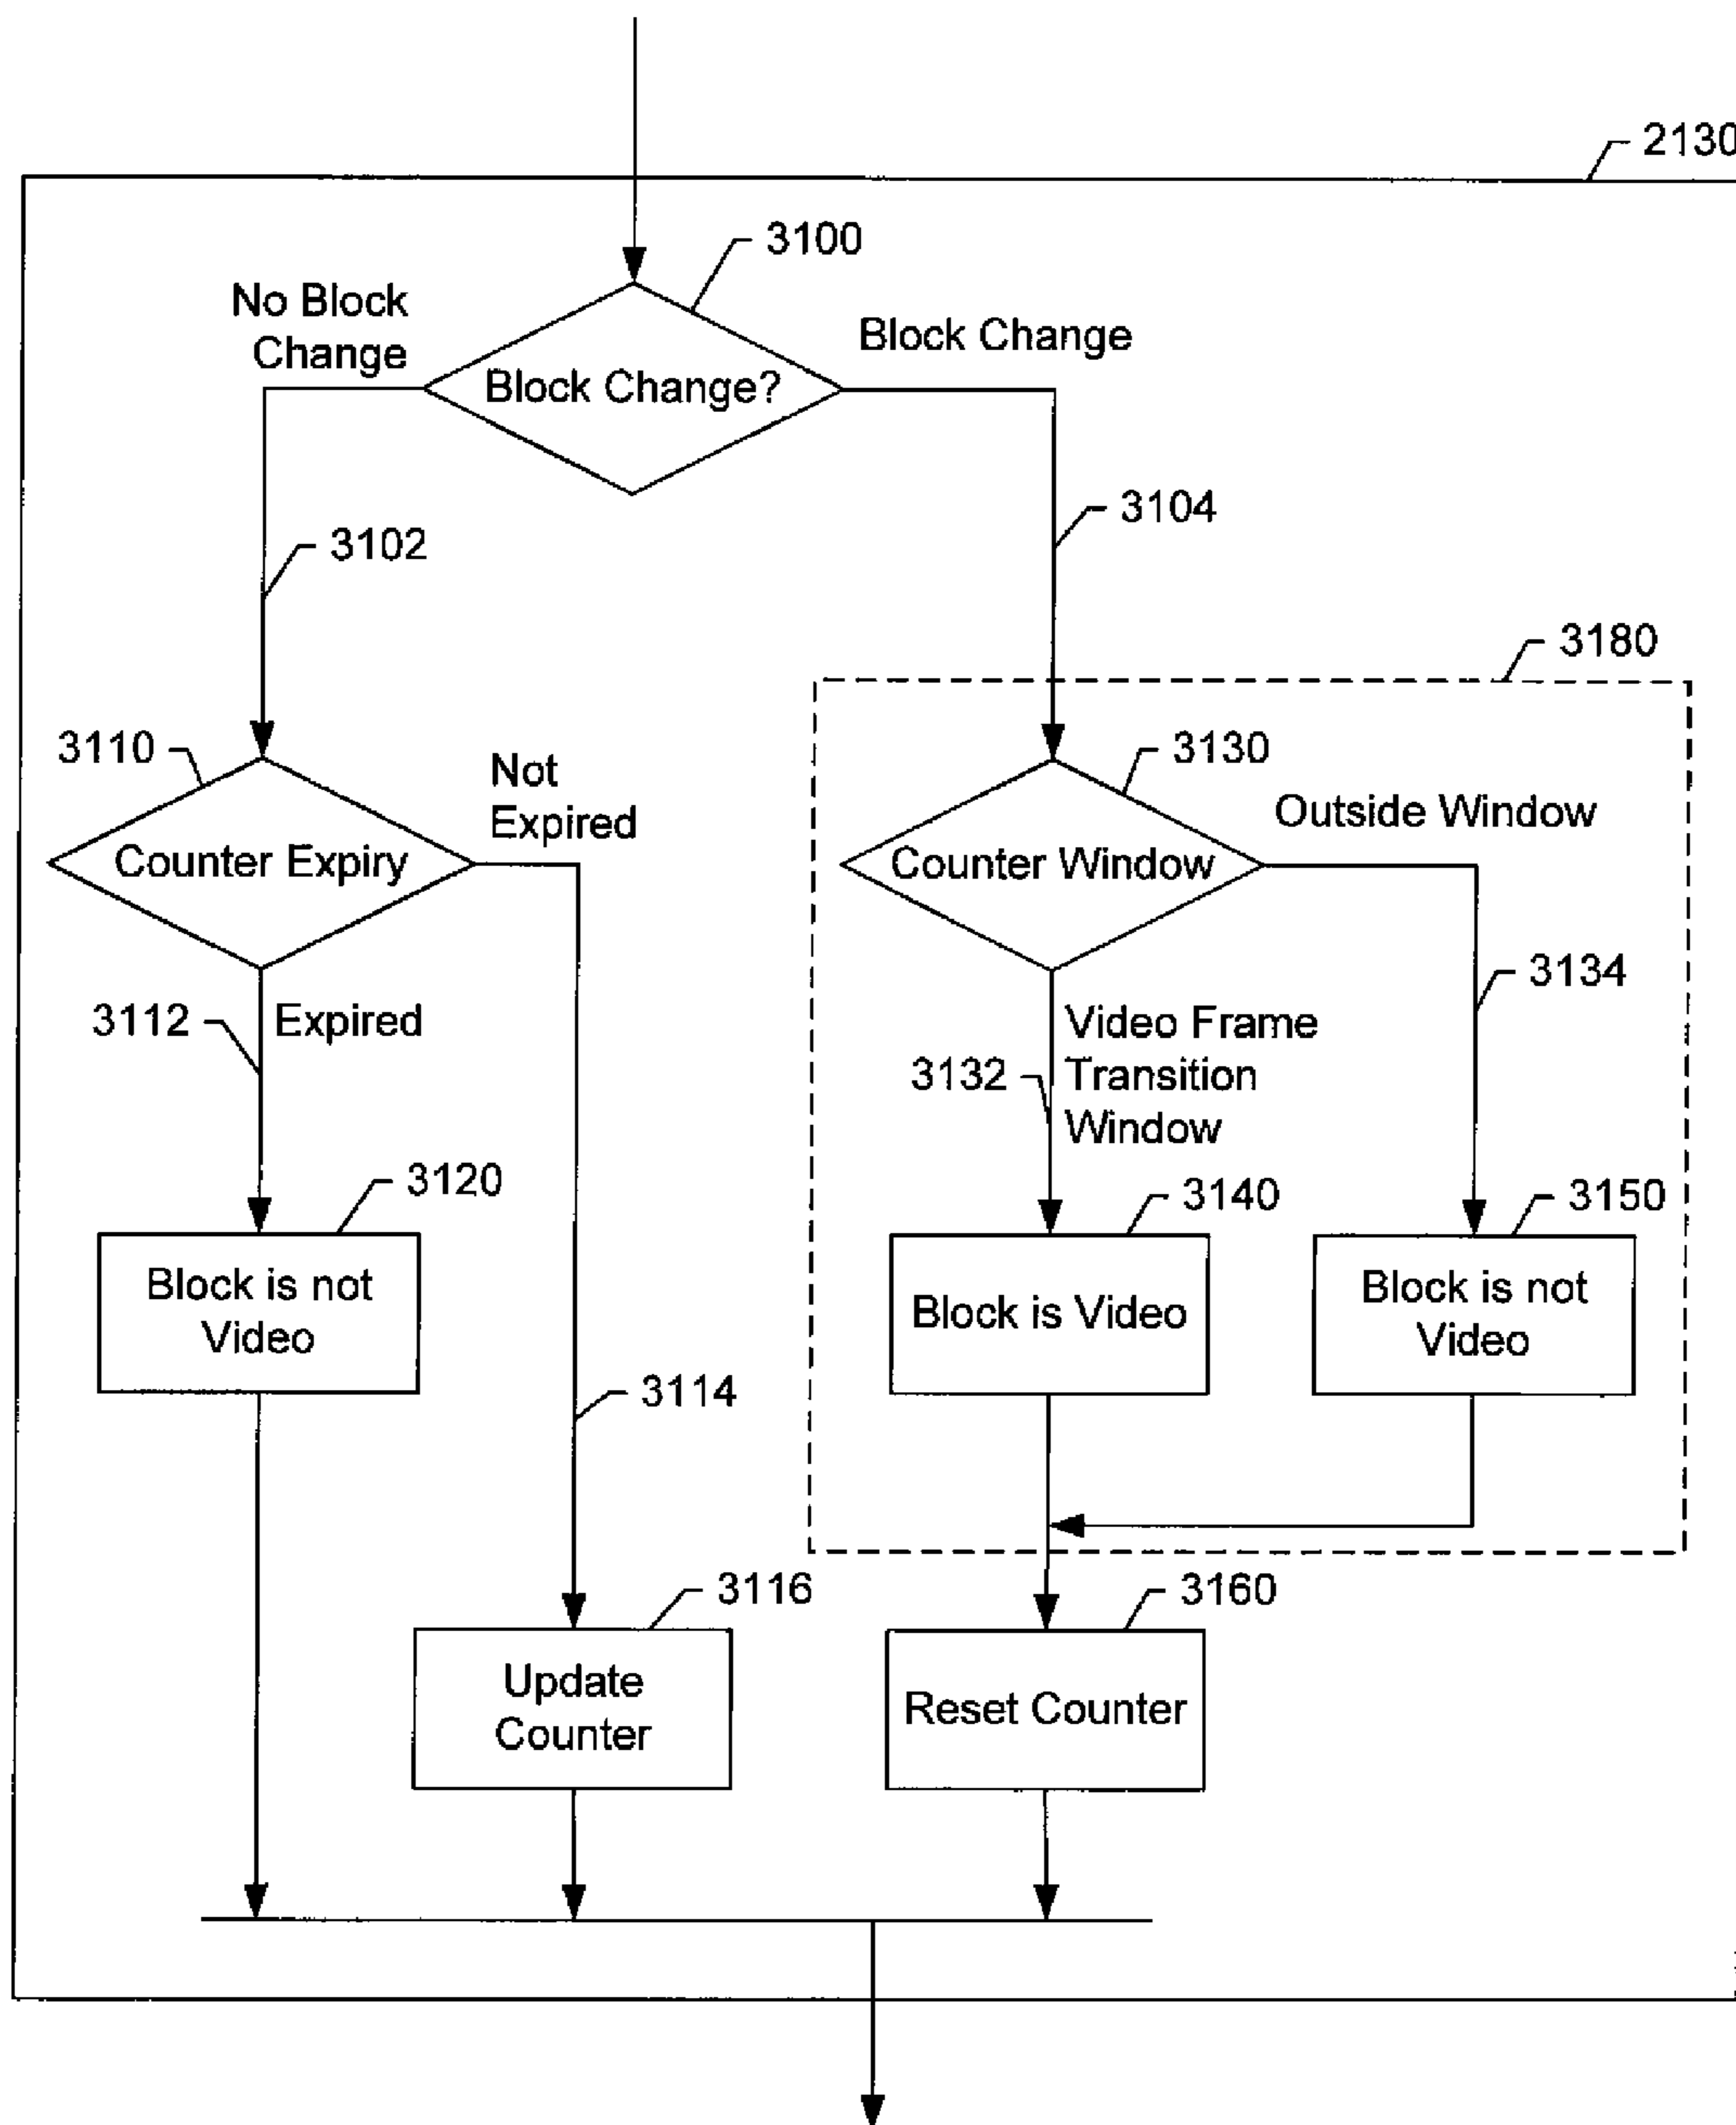 2130
3100
No Block
Change
Block Change
Block Change?
3104
3102
3180
3110
Not
Expired
3130
Outside Window
Counter Expiry
Counter Window
3134
3112
Expired
Video Frame
Transition
Window
3132
3120
3140
3150
Block is not
Video
Block is Video
Block is not
Video
3114
3116
3160
Update
Counter
Reset Counter